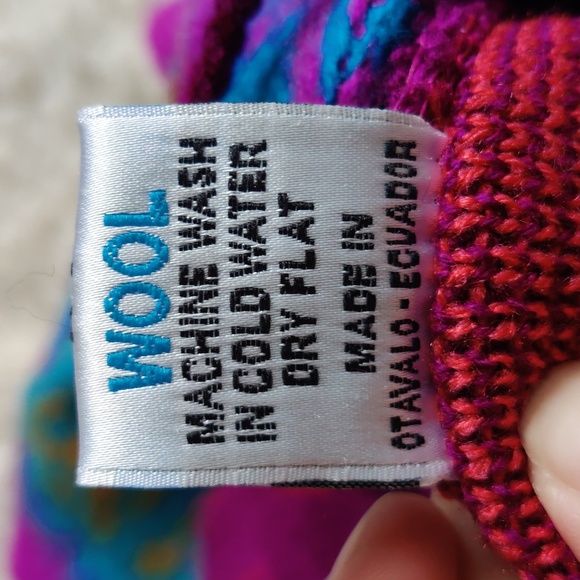 WOOL
MACHINE WASH
IN COLD WATER
DRY FLAT
MADE IN
OTAVALO - ECUADOR